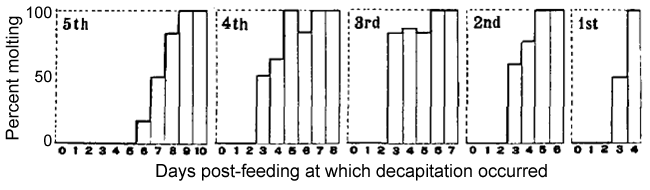 Percent molting
100
50
0
5th
4th
3rd
2nd
1st
0 1 2 3 4 5 6 7 8 9 10
0 1 2 3 4 5 6 7 8
0 1 2 3 4 5 6 7
0 1 2 3 4 5 6
0 1 2 3 4
Days post-feeding at which decapitation occurred